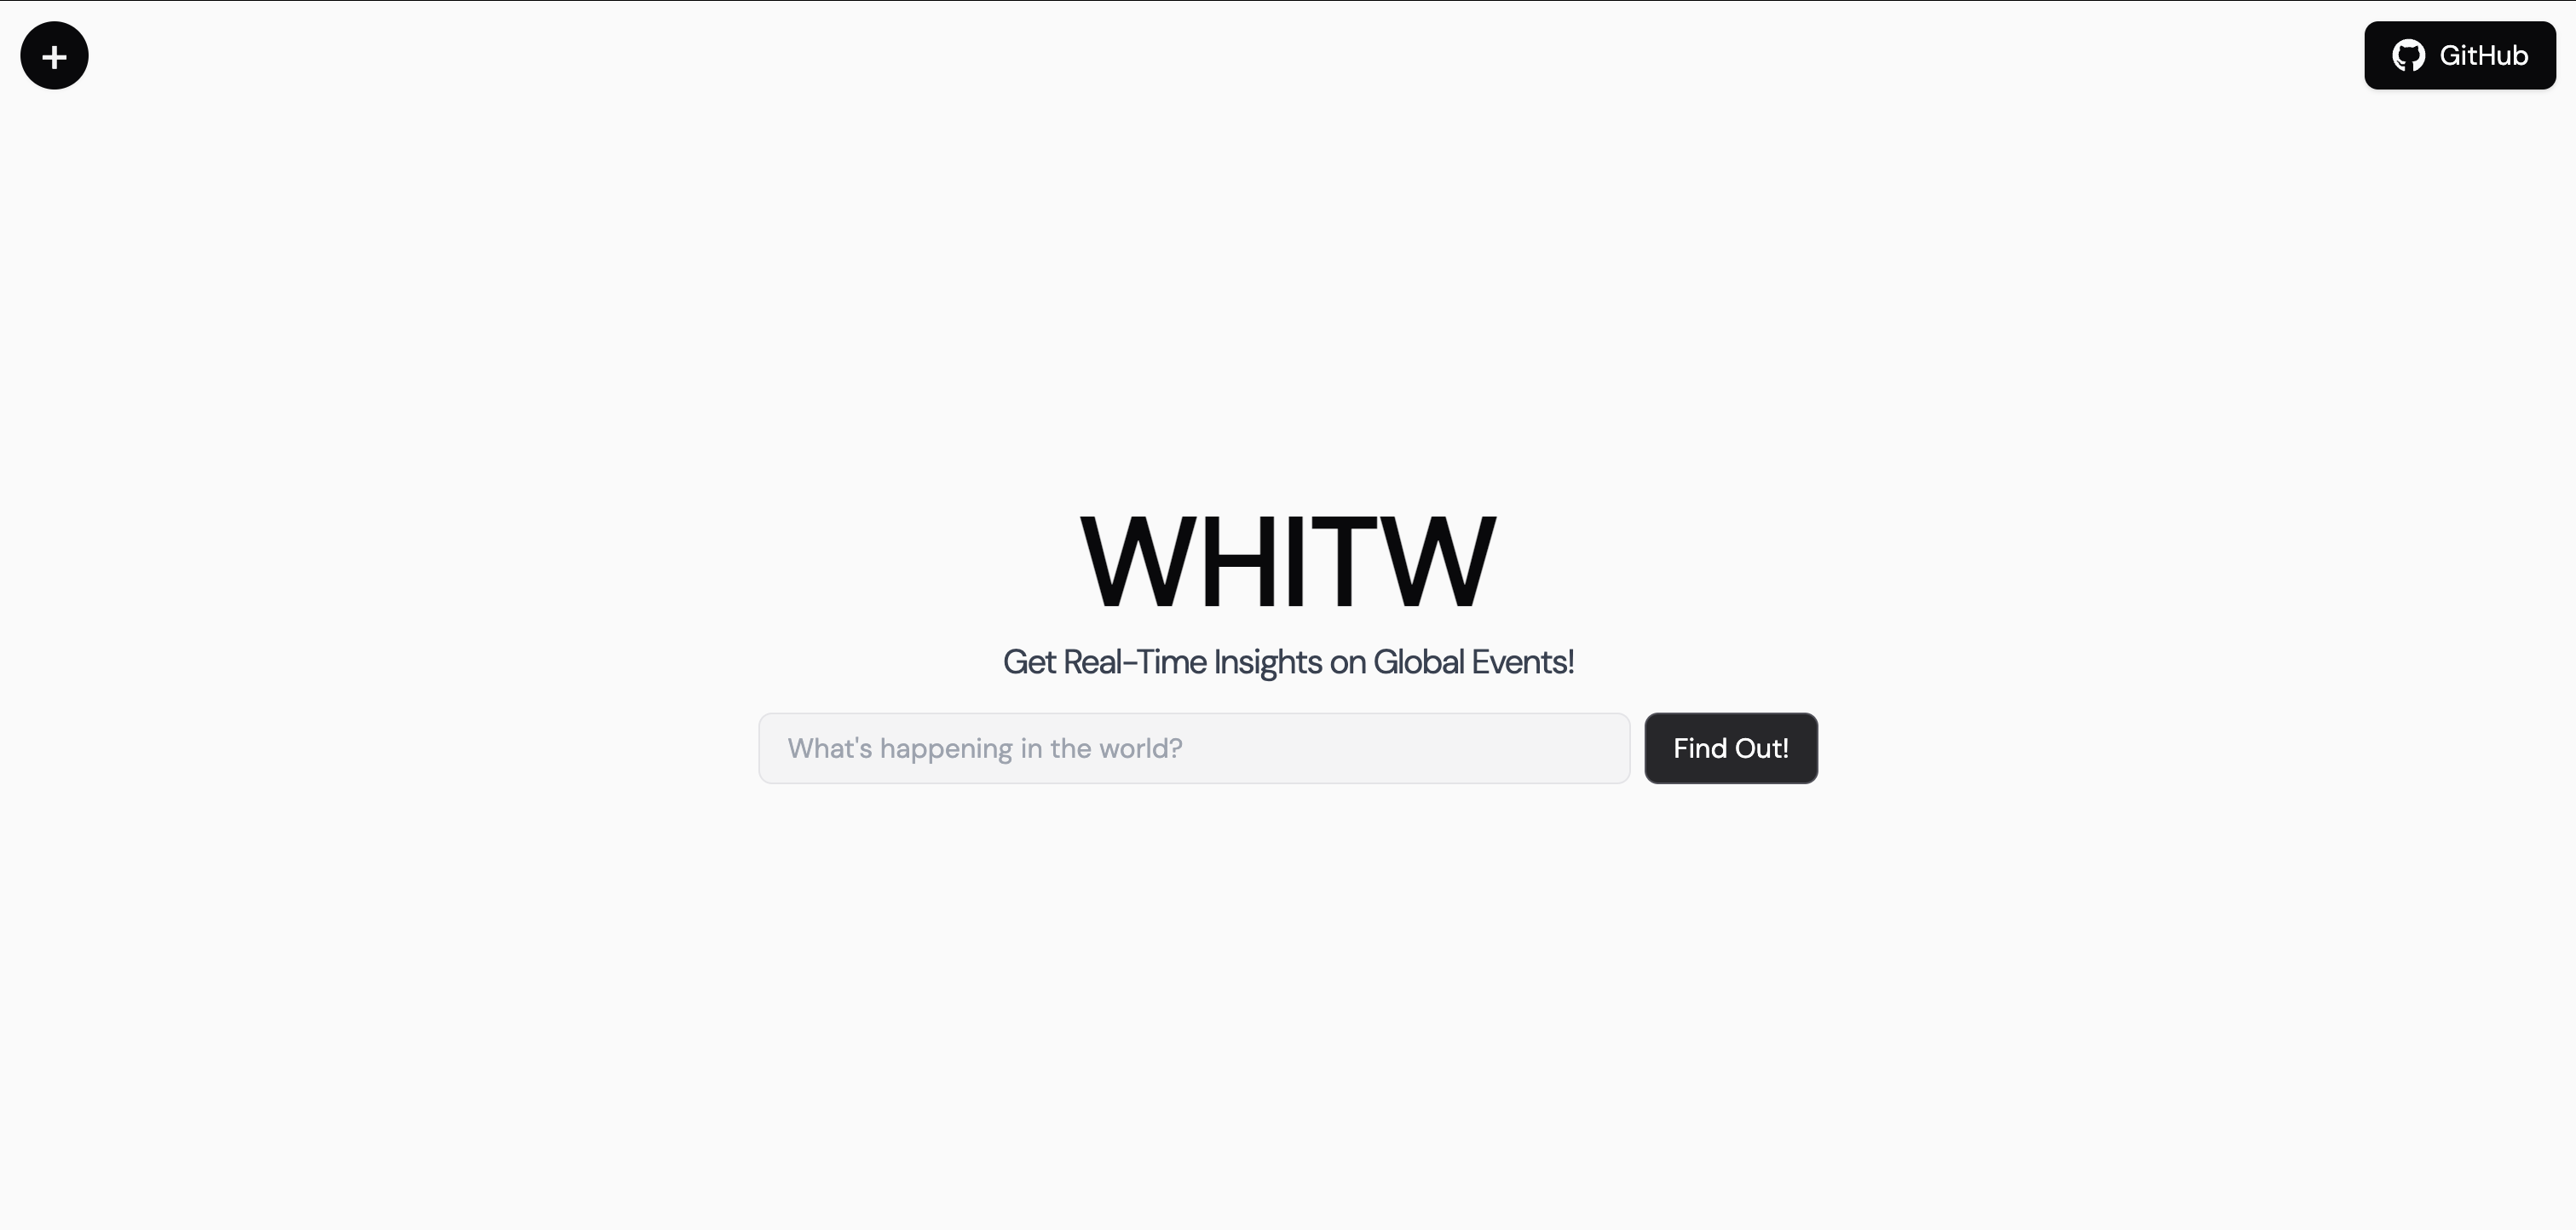 +
GitHub
WHITW
Get Real-Time Insights on Global Events!
What's happening in the world? Find Out!